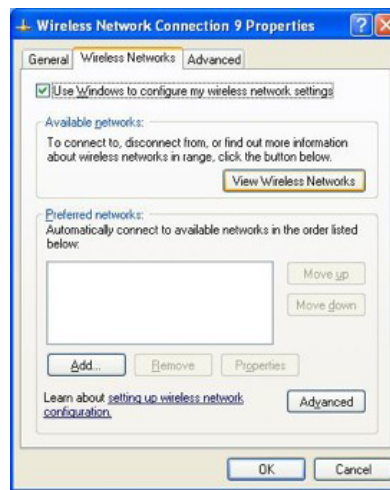 Wireless Network Connection 9 Properties
General Wireless Networks Advanced
Use Windows to configure my wireless network settings
Available networks:
To connect to, disconnect from, or find out more information
about wireless networks in range, click the button below.
View Wireless Networks
Preferred networks:
Automatically connect to available networks in the order listed
below:
Move up
Move down
Add... Remove Properties
Learn about setting up wireless network
configuration.
Advanced
OK Cancel